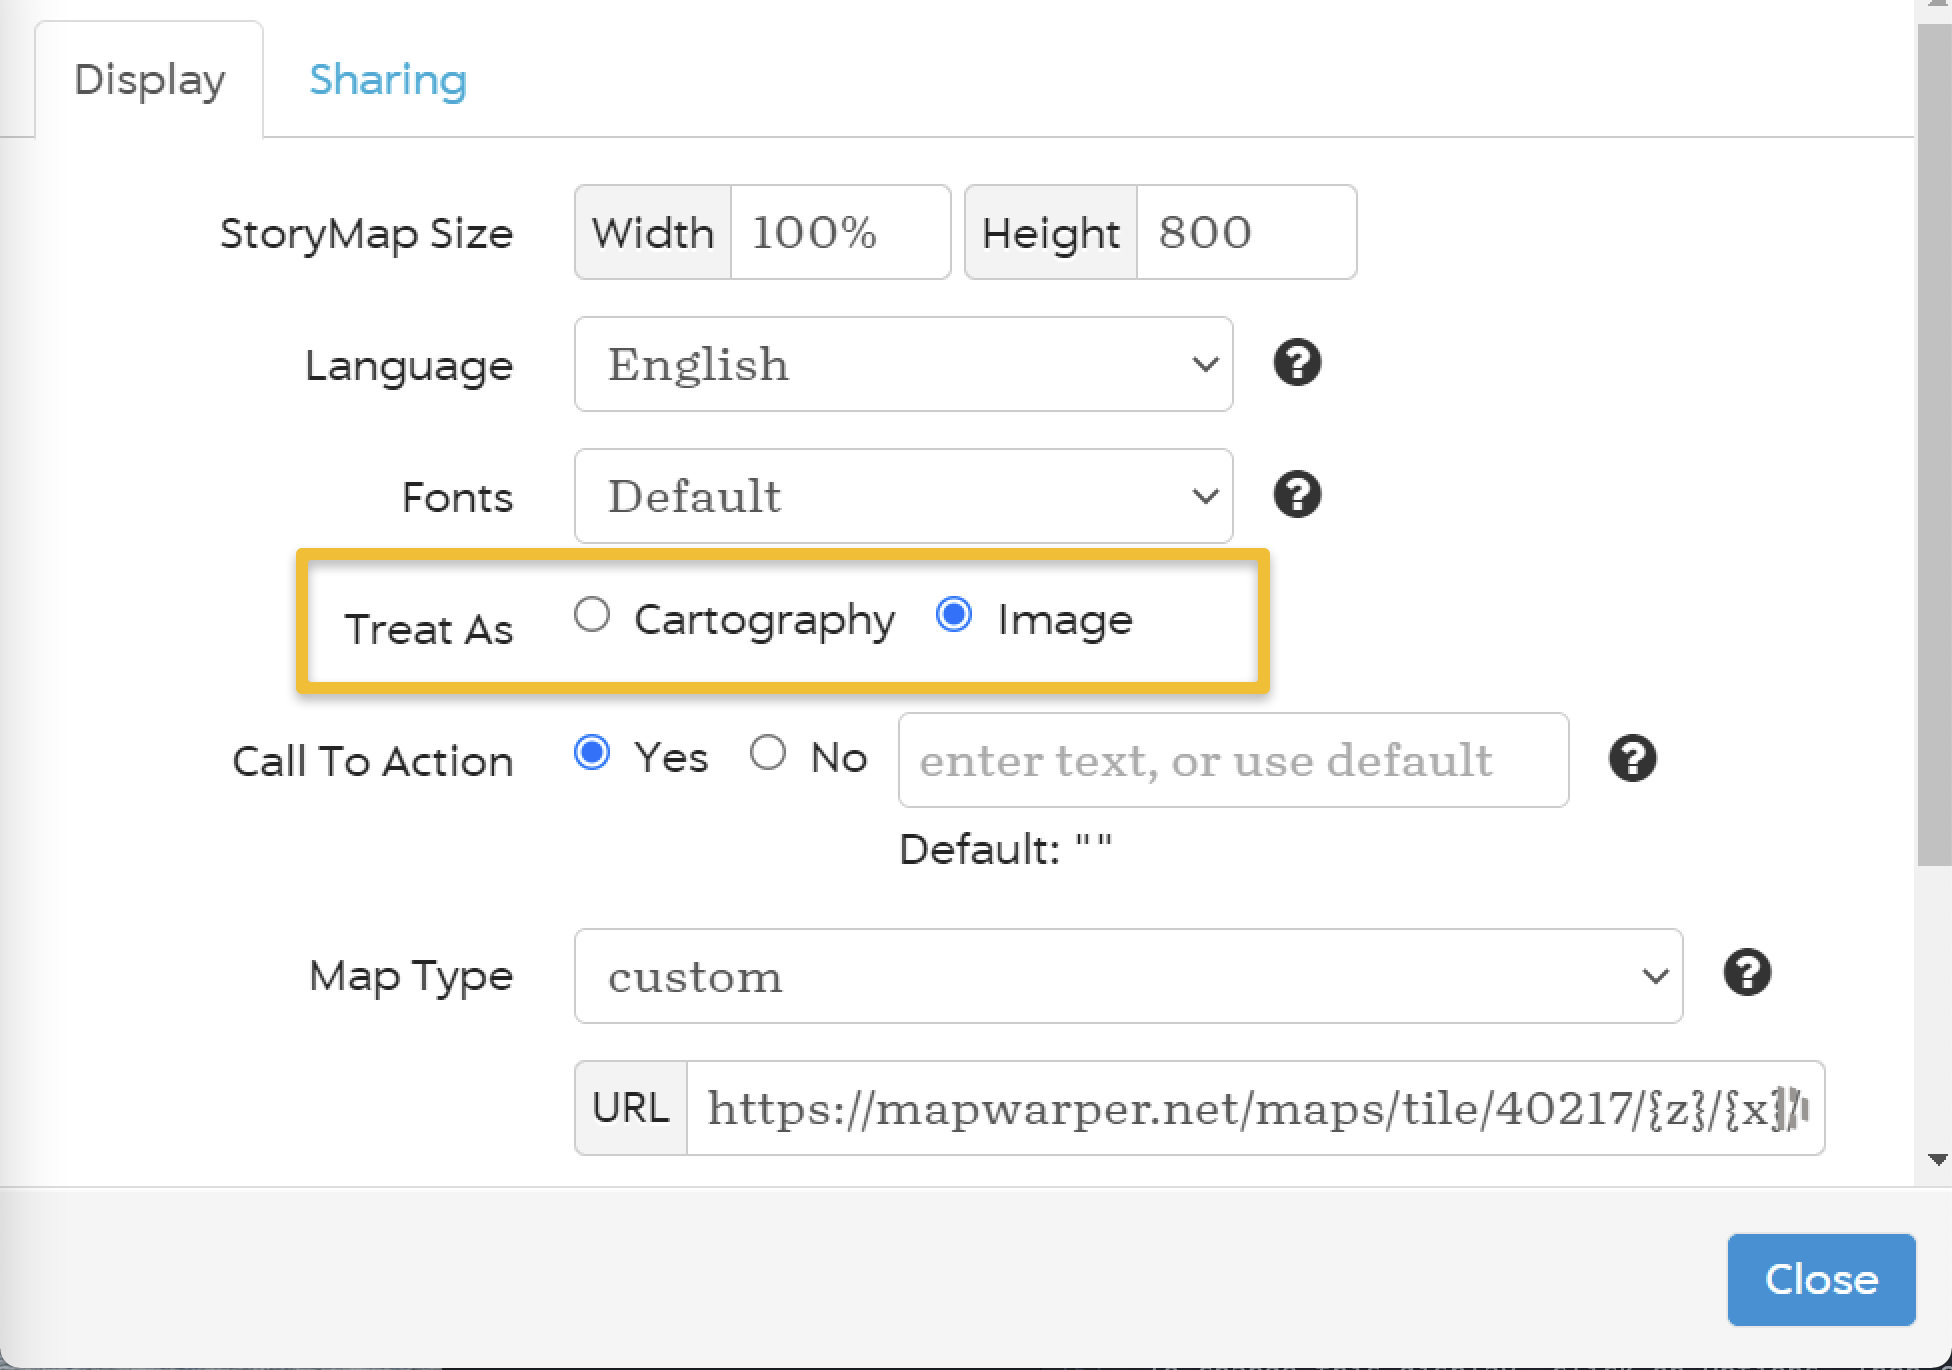 Display Sharing
StoryMap Size Width 100% Height 800
Language English ?
Fonts Default ?
Treat As Cartography Image
Call To Action Yes No enter text, or use default ?
Default: ""
Map Type custom ?
URL https://mapwarper.net/maps/tile/40217/{z}/{x}/
Close